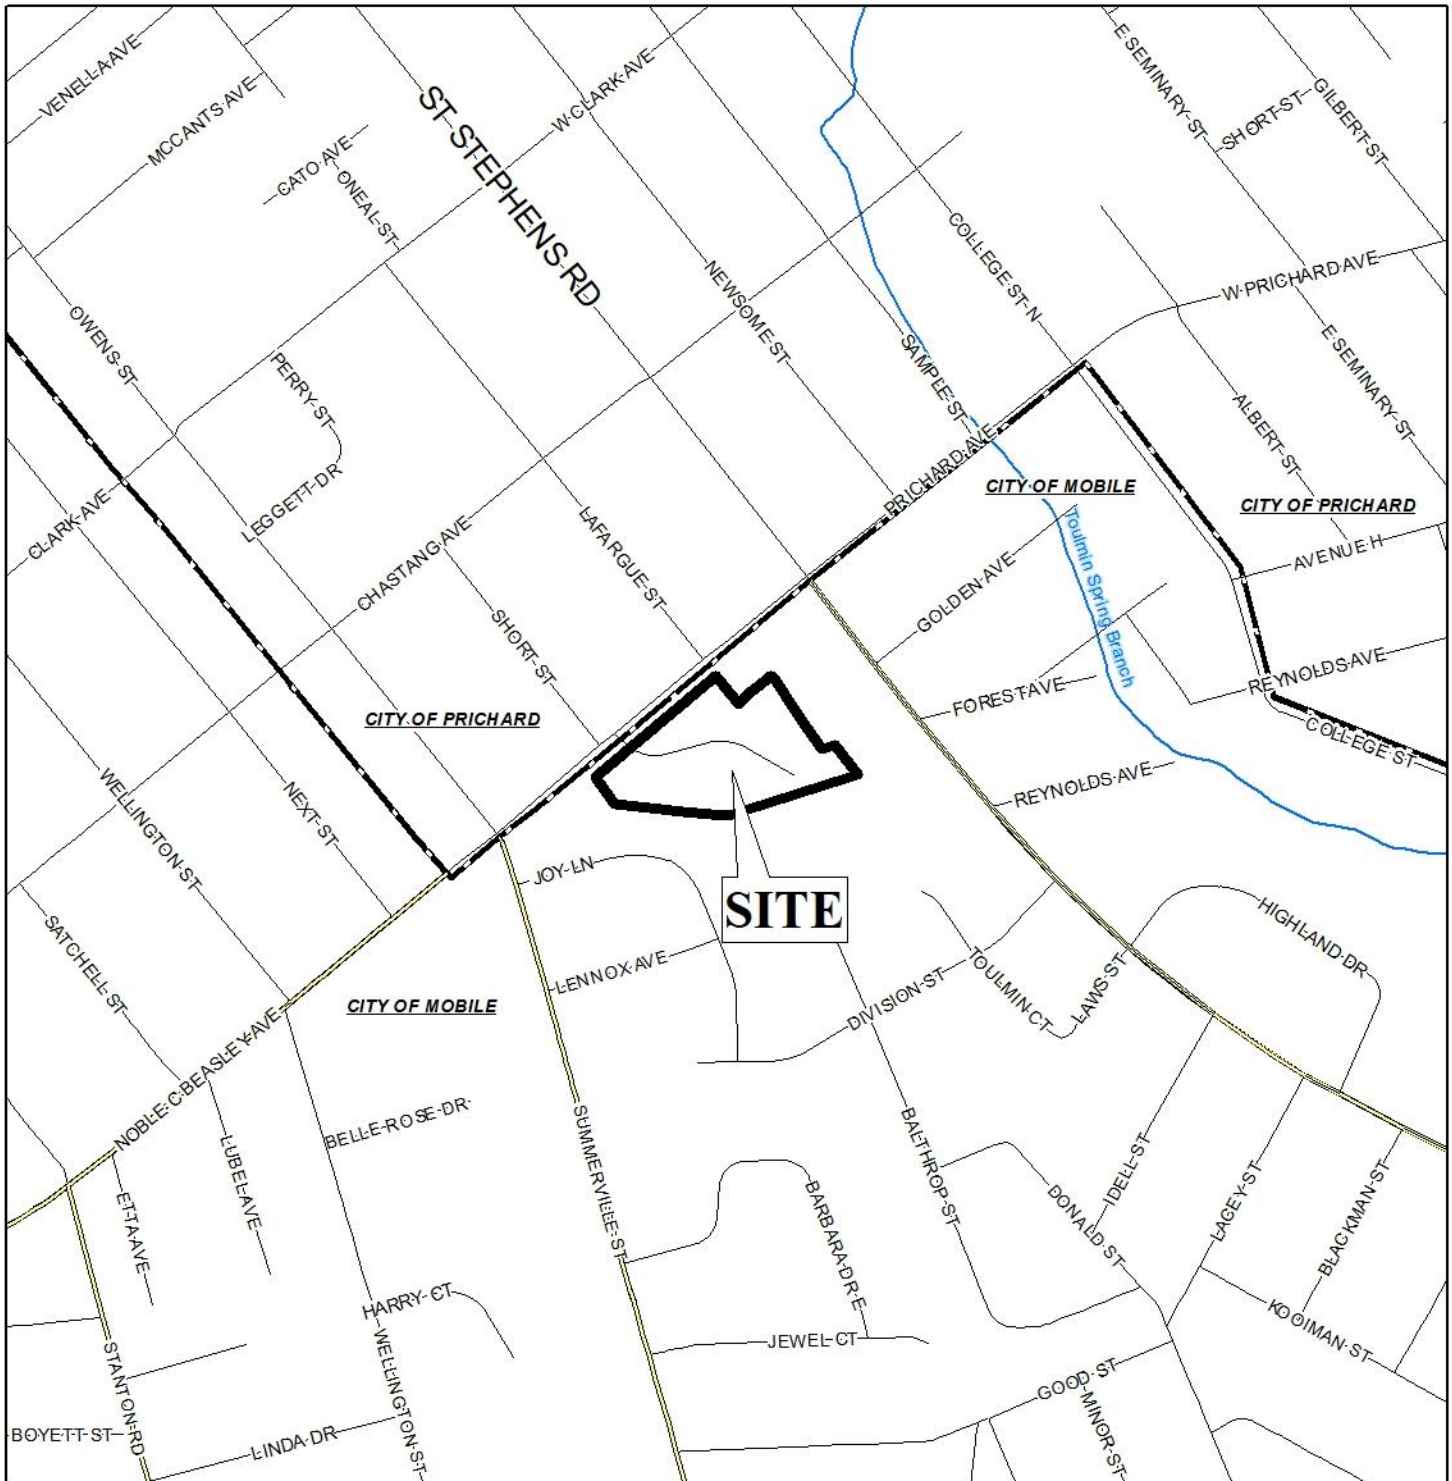 VENELLA AVE
MCCANTS AVE
CATO AVE
ONEAL ST
ST STEPHENS RD
W CLARK AVE
E SEMINARY ST
SHORT ST
GILBERT ST
COLLEGE ST N
W PRICHARD AVE
NEWSOME ST
OWENS ST
PERRY ST
SAMPLE ST
E SEMINARY ST
ALBERT ST
LEGGETT DR
CLARK AVE
PRICHARD AVE
CITY OF MOBILE
CITY OF PRICHARD
CHASTANG AVE
LAFARGUE ST
AVENUE H
GOLDEN AVE
Toulmin Spring Branch
SHORT ST
REYNOLDS AVE
FOREST AVE
CITY OF PRICHARD
COLLEGE ST
WELLINGTON ST
NEXT ST
REYNOLDS AVE
JOY LN
SITE
HIGHLAND DR
SATCHELL ST
LENNOX AVE
DIVISION ST
TOULMIN CT
LAWS ST
CITY OF MOBILE
NOBLE C BEASLEY AVE
BELLE ROSE DR
SUMMERVILLE ST
BALTHROP ST
LUBEL AVE
ETTA AVE
BARBARA DR E
DONALD ST
IDELL ST
LACEY ST
BLACKMAN ST
HARRY CT
KOOIMAN ST
WELLINGTON ST
JEWEL CT
STANTON RD
GOOD ST
MINOR ST
BOYETT ST
LINDA DR